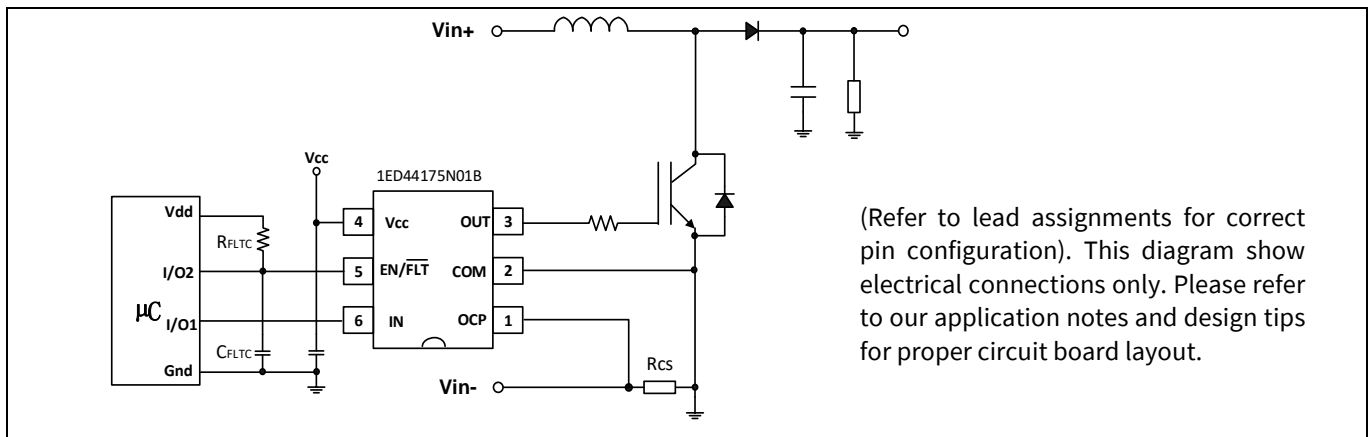 Vin+
Vcc
1ED44175N01B
Vdd
RFLTC
I/O2
μC
I/O1
CFLTC
Gnd
4 Vcc OUT 3
5 EN/FLT COM 2
6 IN OCP 1
Rcs
Vin-
(Refer to lead assignments for correct
pin configuration). This diagram show
electrical connections only. Please refer
to our application notes and design tips
for proper circuit board layout.